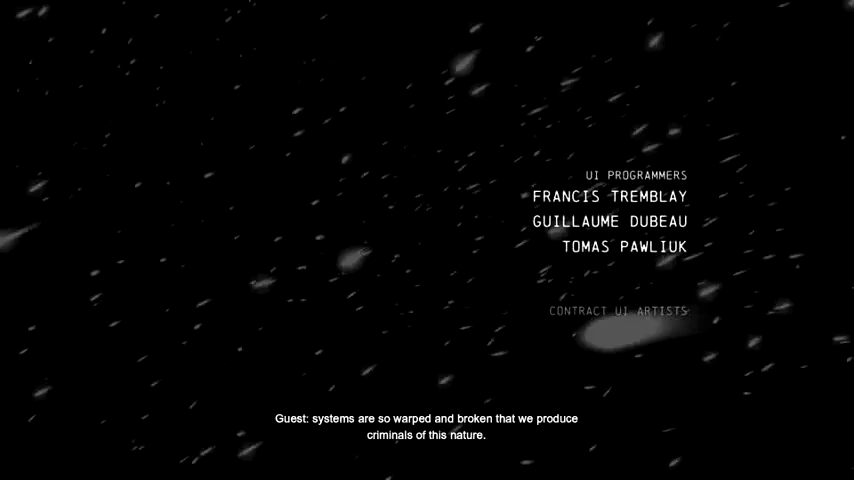 UI PROGRAMMERS
FRANCIS TREMBLAY
GUILLAUME DUBEAU
TOMAS PAWLIUK
CONTRACT UI ARTISTS
Guest: systems are so warped and broken that we produce
criminals of this nature.